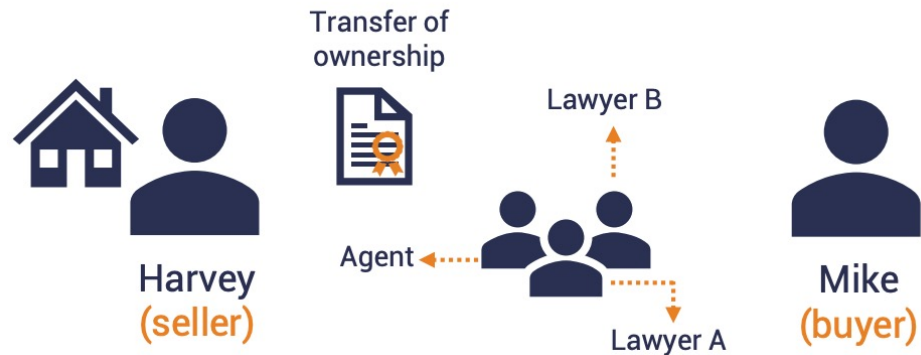 Transfer of
ownership
Lawyer B
Agent
Harvey
(seller)
Lawyer A
Mike
(buyer)